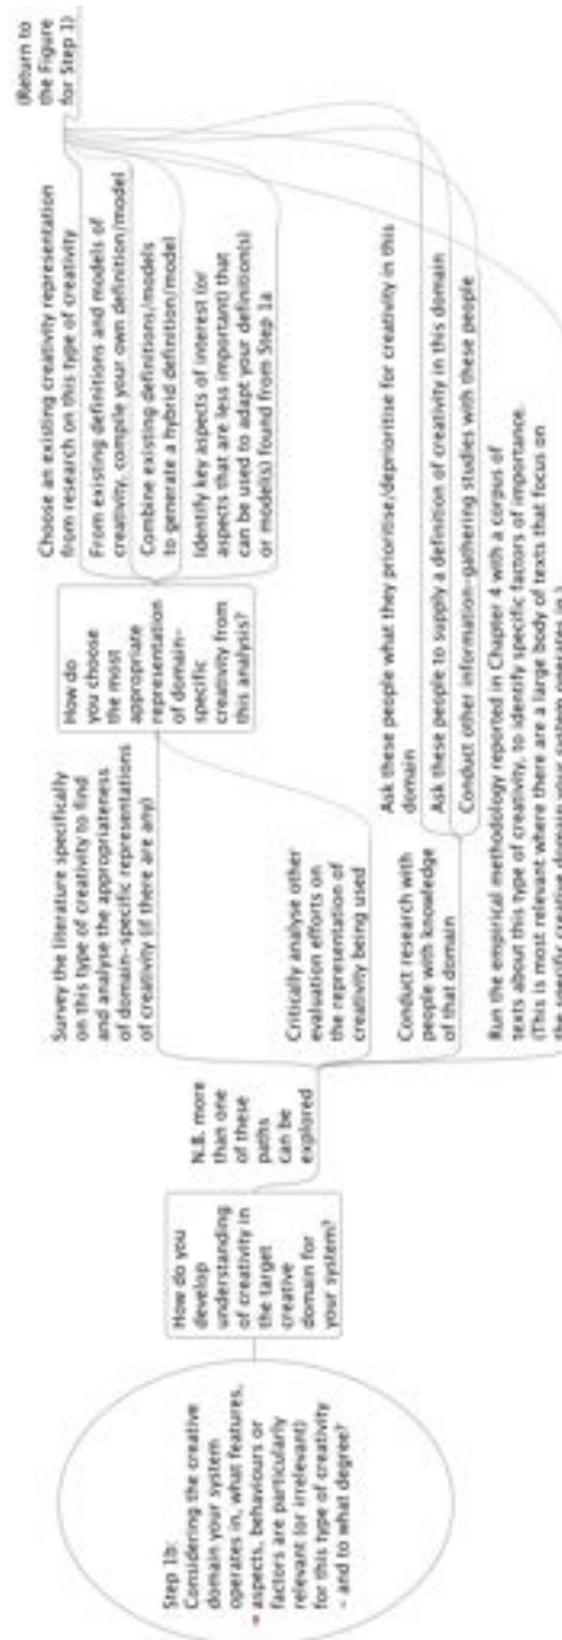 Step 1b:
Considering the creative
domain your system
operates in, what features,
aspects, behaviours or
factors are particularly
relevant (or irrelevant)
for this type of creativity
- and to what degree?
How do you
develop
understanding
of creativity in
the target
creative
domain for
your system?
N.B. more
than one
of these
paths
can be
explored
Survey the literature specifically
on this type of creativity to find
and analyse the appropriateness
of domain-specific representations
of creativity (if there are any)
How do
you choose
the most
appropriate
representation
of domain-
specific
creativity from
this analysis?
Choose an existing creativity representation
from research on this type of creativity
From existing definitions and models of
creativity, compile your own definition/model
Combine existing definitions/models
to generate a hybrid definition/model
Identify key aspects of interest (or
aspects that are less important) that
can be used to adapt your definition(s)
or model(s) found from Step 1a
(Return to
the Figure
for Step 1)
Critically analyse other
evaluation efforts on
the representation of
creativity being used
Conduct research with
people with knowledge
of that domain
Ask these people what they prioritise/deprioritise for creativity in this
domain
Ask these people to supply a definition of creativity in this domain
Conduct other information-gathering studies with these people
Run the empirical methodology reported in Chapter 4 with a corpus of
texts about this type of creativity, to identify specific factors of importance.
(This is most relevant where there are a large body of texts that focus on
the specific creative domain your system operates in.)